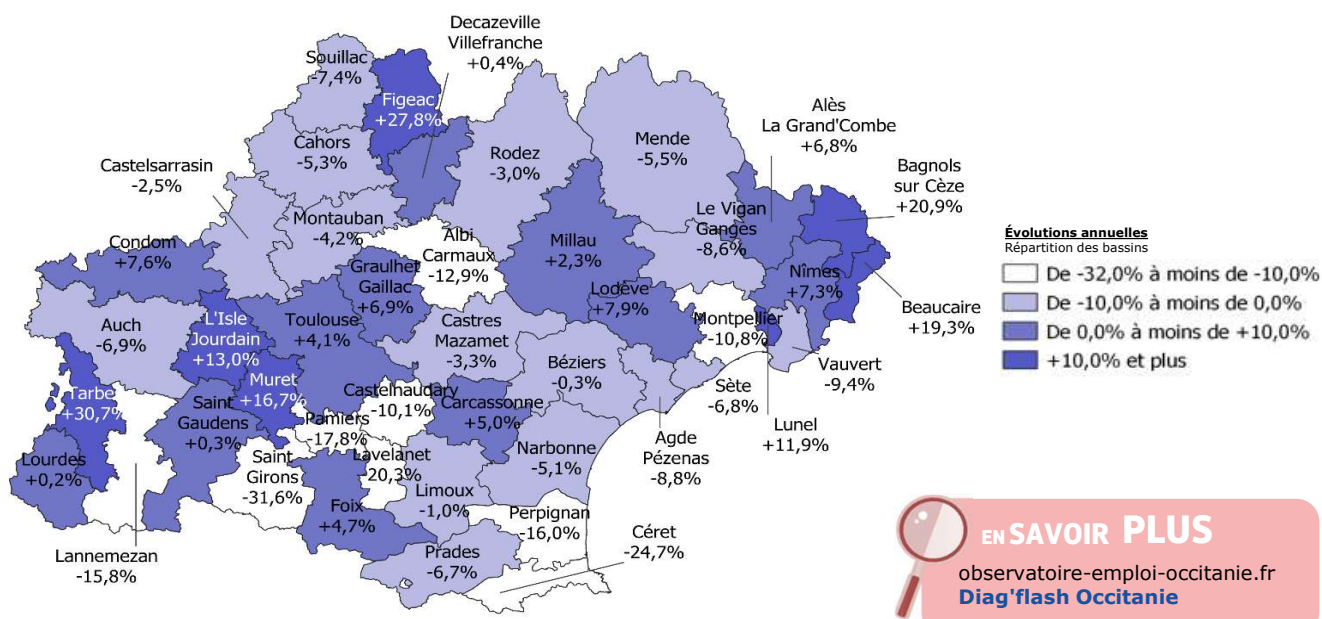 Decazeville
Villefranche
+0,4%
Souillac
-7,4%
Figeac
+27,8%
Alès
La Grand'Combe
+6,8%
Cahors
-5,3%
Rodez
-3,0%
Mende
-5,5%
Bagnols
sur Cèze
+20,9%
Castelsarrasin
-2,5%
Montauban
-4,2%
Albi
Carmaux
-12,9%
Millau
+2,3%
Le Vigan
Ganges
-8,6%
Condom
+7,6%
Graulhet
Gaillac
+6,9%
Nîmes
+7,3%
Lodève
+7,9%
Beaucaire
+19,3%
Auch
-6,9%
L'Isle
Jourdain
+13,0%
Toulouse
+4,1%
Castres
Mazamet
-3,3%
Montpellier
-10,8%
Béziers
-0,3%
Vauvert
-9,4%
Tarbe
+30,7%
Muret
+16,7%
Castelnaudary
-10,1%
Carcassonne
+5,0%
Sète
-6,8%
Saint
Gaudens
+0,3%
Pamiers
-17,8%
Lunel
+11,9%
Agde
Pézenas
-8,8%
Narbonne
-5,1%
Lourdes
+0,2%
Saint
Girons
-31,6%
Lavelanet
-20,3%
Limoux
-1,0%
Foix
+4,7%
Perpignan
-16,0%
Céret
-24,7%
Lannemezan
-15,8%
Prades
-6,7%
Évolutions annuelles
Répartition des bassins
De -32,0% à moins de -10,0%
De -10,0% à moins de 0,0%
De 0,0% à moins de +10,0%
+10,0% et plus
EN SAVOIR PLUS
observatoire-emploi-occitanie.fr
Diag'flash Occitanie